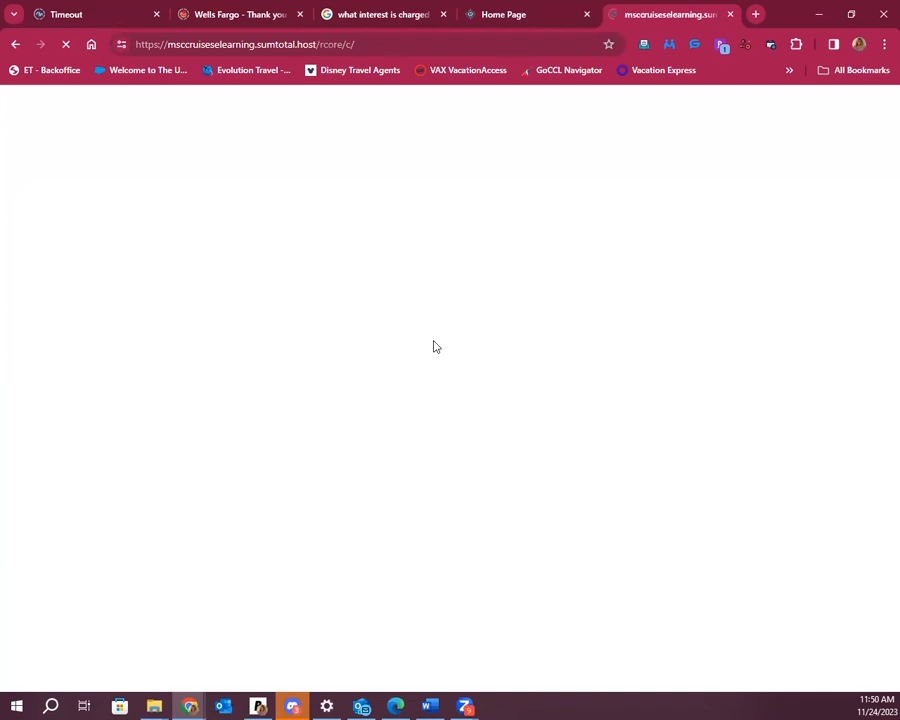 Timeout
Wells Fargo - Thank you
what interest is charged
Home Page
msccruiseselearning.sum
https://msccruiseselearning.sumtotal.host/rcore/c/
1
ET - Backoffice
Welcome to The U...
Evolution Travel -...
Disney Travel Agents
VAX VacationAccess
GoCCL Navigator
Vacation Express
»
All Bookmarks
11:50 AM
11/24/2023